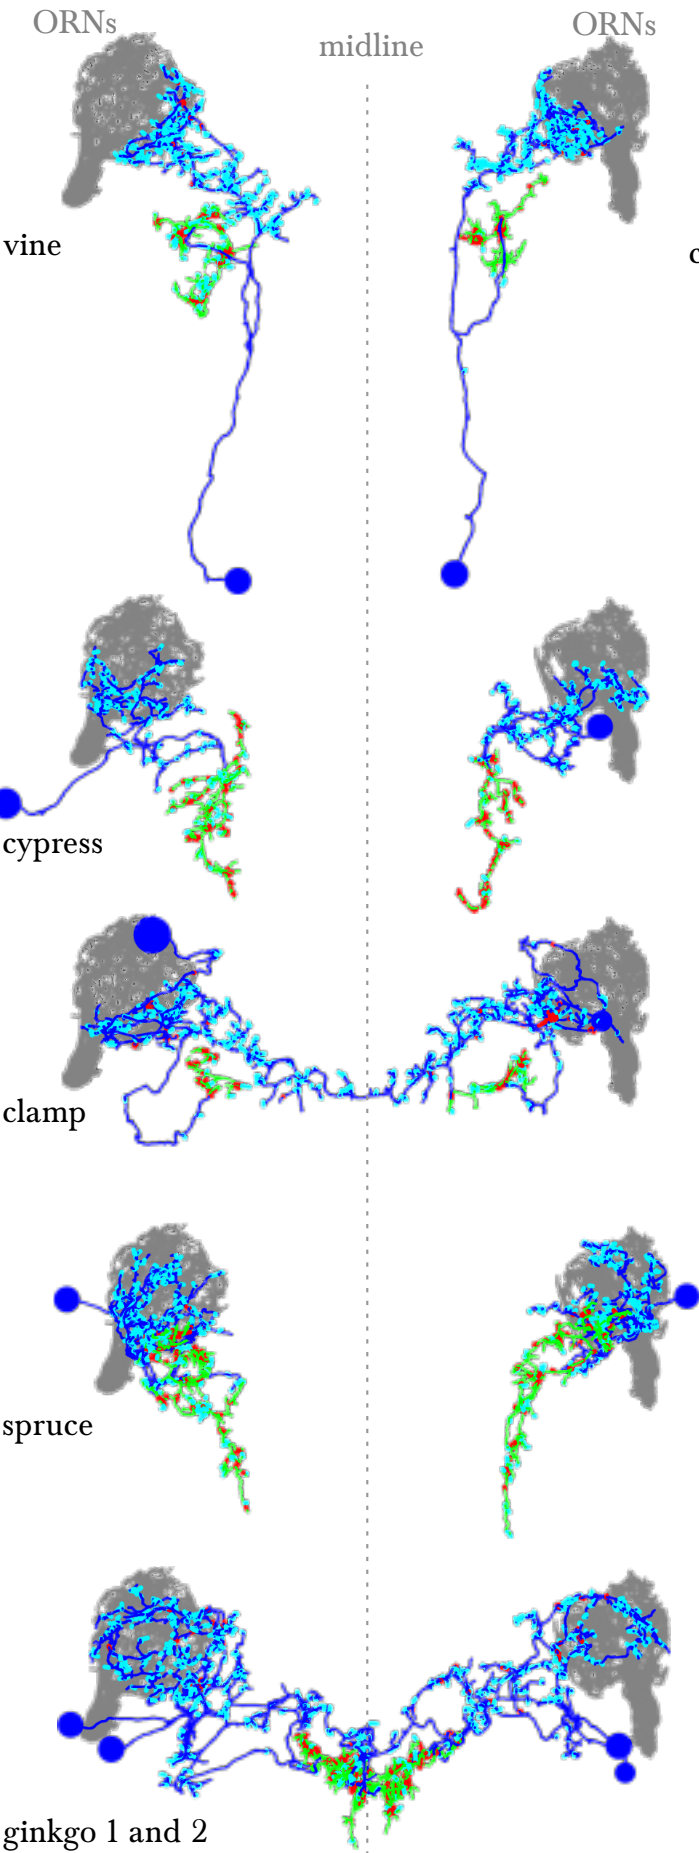 ORNs
midline
ORNs
vine
c
cypress
clamp
spruce
ginkgo 1 and 2